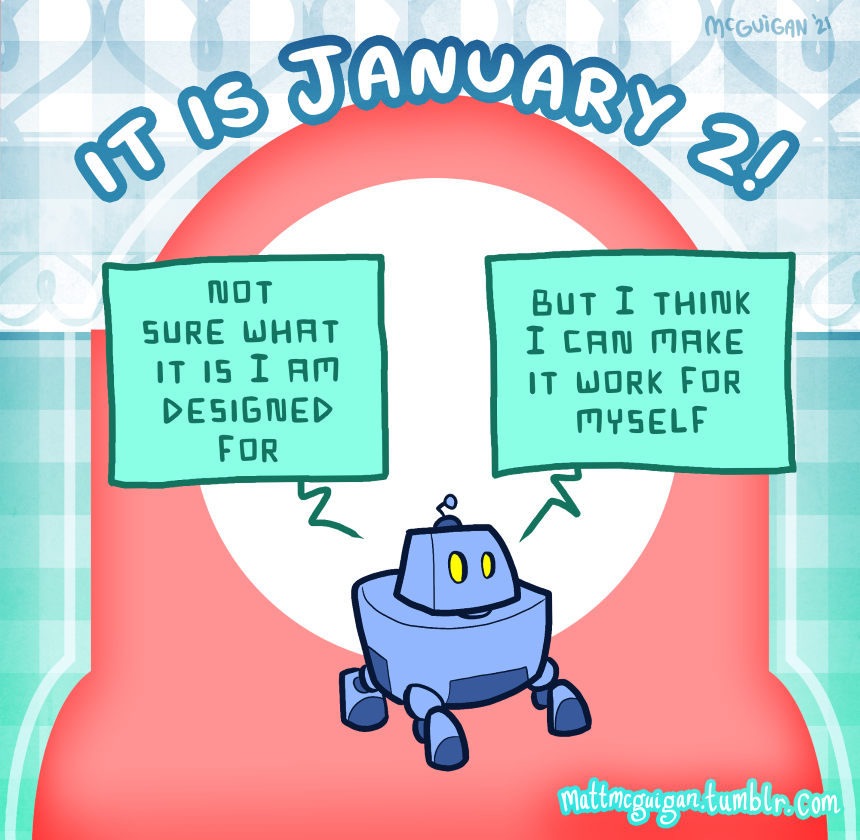 McGUiGAN '21
IT IS JANUARY 2!
NOT
SURE WHAT
IT IS I AM
DESIGNED
FOR
BUT I THINK
I CAN MAKE
IT WORK FOR
MYSELF
mattmcguigan.tumblr.com